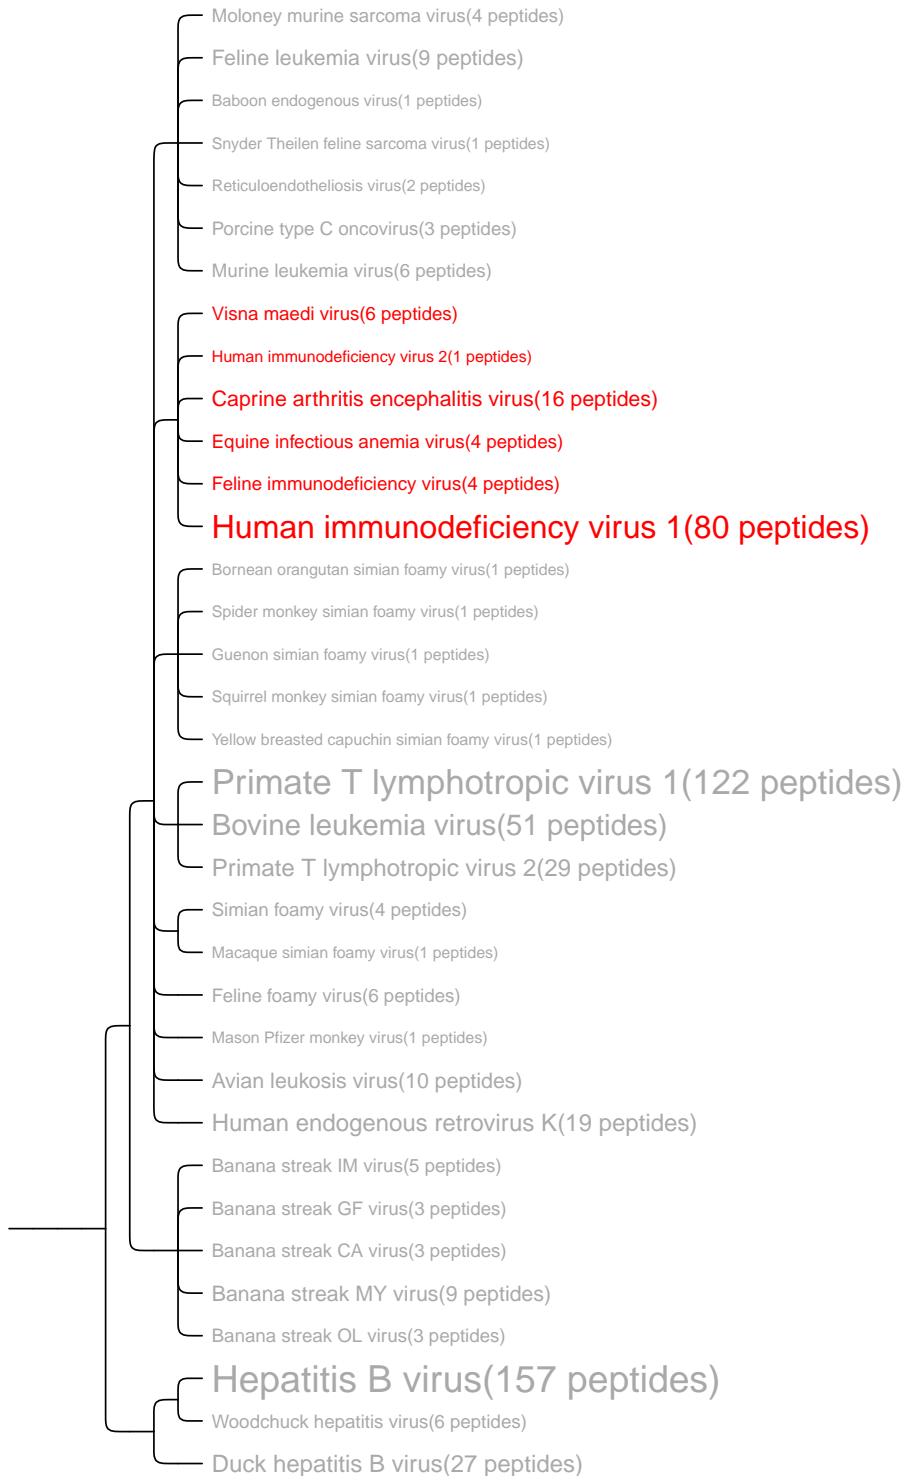 Moloney murine sarcoma virus(4 peptides)
Feline leukemia virus(9 peptides)
Baboon endogenous virus(1 peptides)
Snyder Theilen feline sarcoma virus(1 peptides)
Reticuloendotheliosis virus(2 peptides)
Porcine type C oncovirus(3 peptides)
Murine leukemia virus(6 peptides)
Visna maedi virus(6 peptides)
Human immunodeficiency virus 2(1 peptides)
Caprine arthritis encephalitis virus(16 peptides)
Equine infectious anemia virus(4 peptides)
Feline immunodeficiency virus(4 peptides)
Human immunodeficiency virus 1(80 peptides)
Bornean orangutan simian foamy virus(1 peptides)
Spider monkey simian foamy virus(1 peptides)
Guenon simian foamy virus(1 peptides)
Squirrel monkey simian foamy virus(1 peptides)
Yellow breasted capuchin simian foamy virus(1 peptides)
Primate T lymphotropic virus 1(122 peptides)
Bovine leukemia virus(51 peptides)
Primate T lymphotropic virus 2(29 peptides)
Simian foamy virus(4 peptides)
Macaque simian foamy virus(1 peptides)
Feline foamy virus(6 peptides)
Mason Pfizer monkey virus(1 peptides)
Avian leukosis virus(10 peptides)
Human endogenous retrovirus K(19 peptides)
Banana streak IM virus(5 peptides)
Banana streak GF virus(3 peptides)
Banana streak CA virus(3 peptides)
Banana streak MY virus(9 peptides)
Banana streak OL virus(3 peptides)
Hepatitis B virus(157 peptides)
Woodchuck hepatitis virus(6 peptides)
Duck hepatitis B virus(27 peptides)